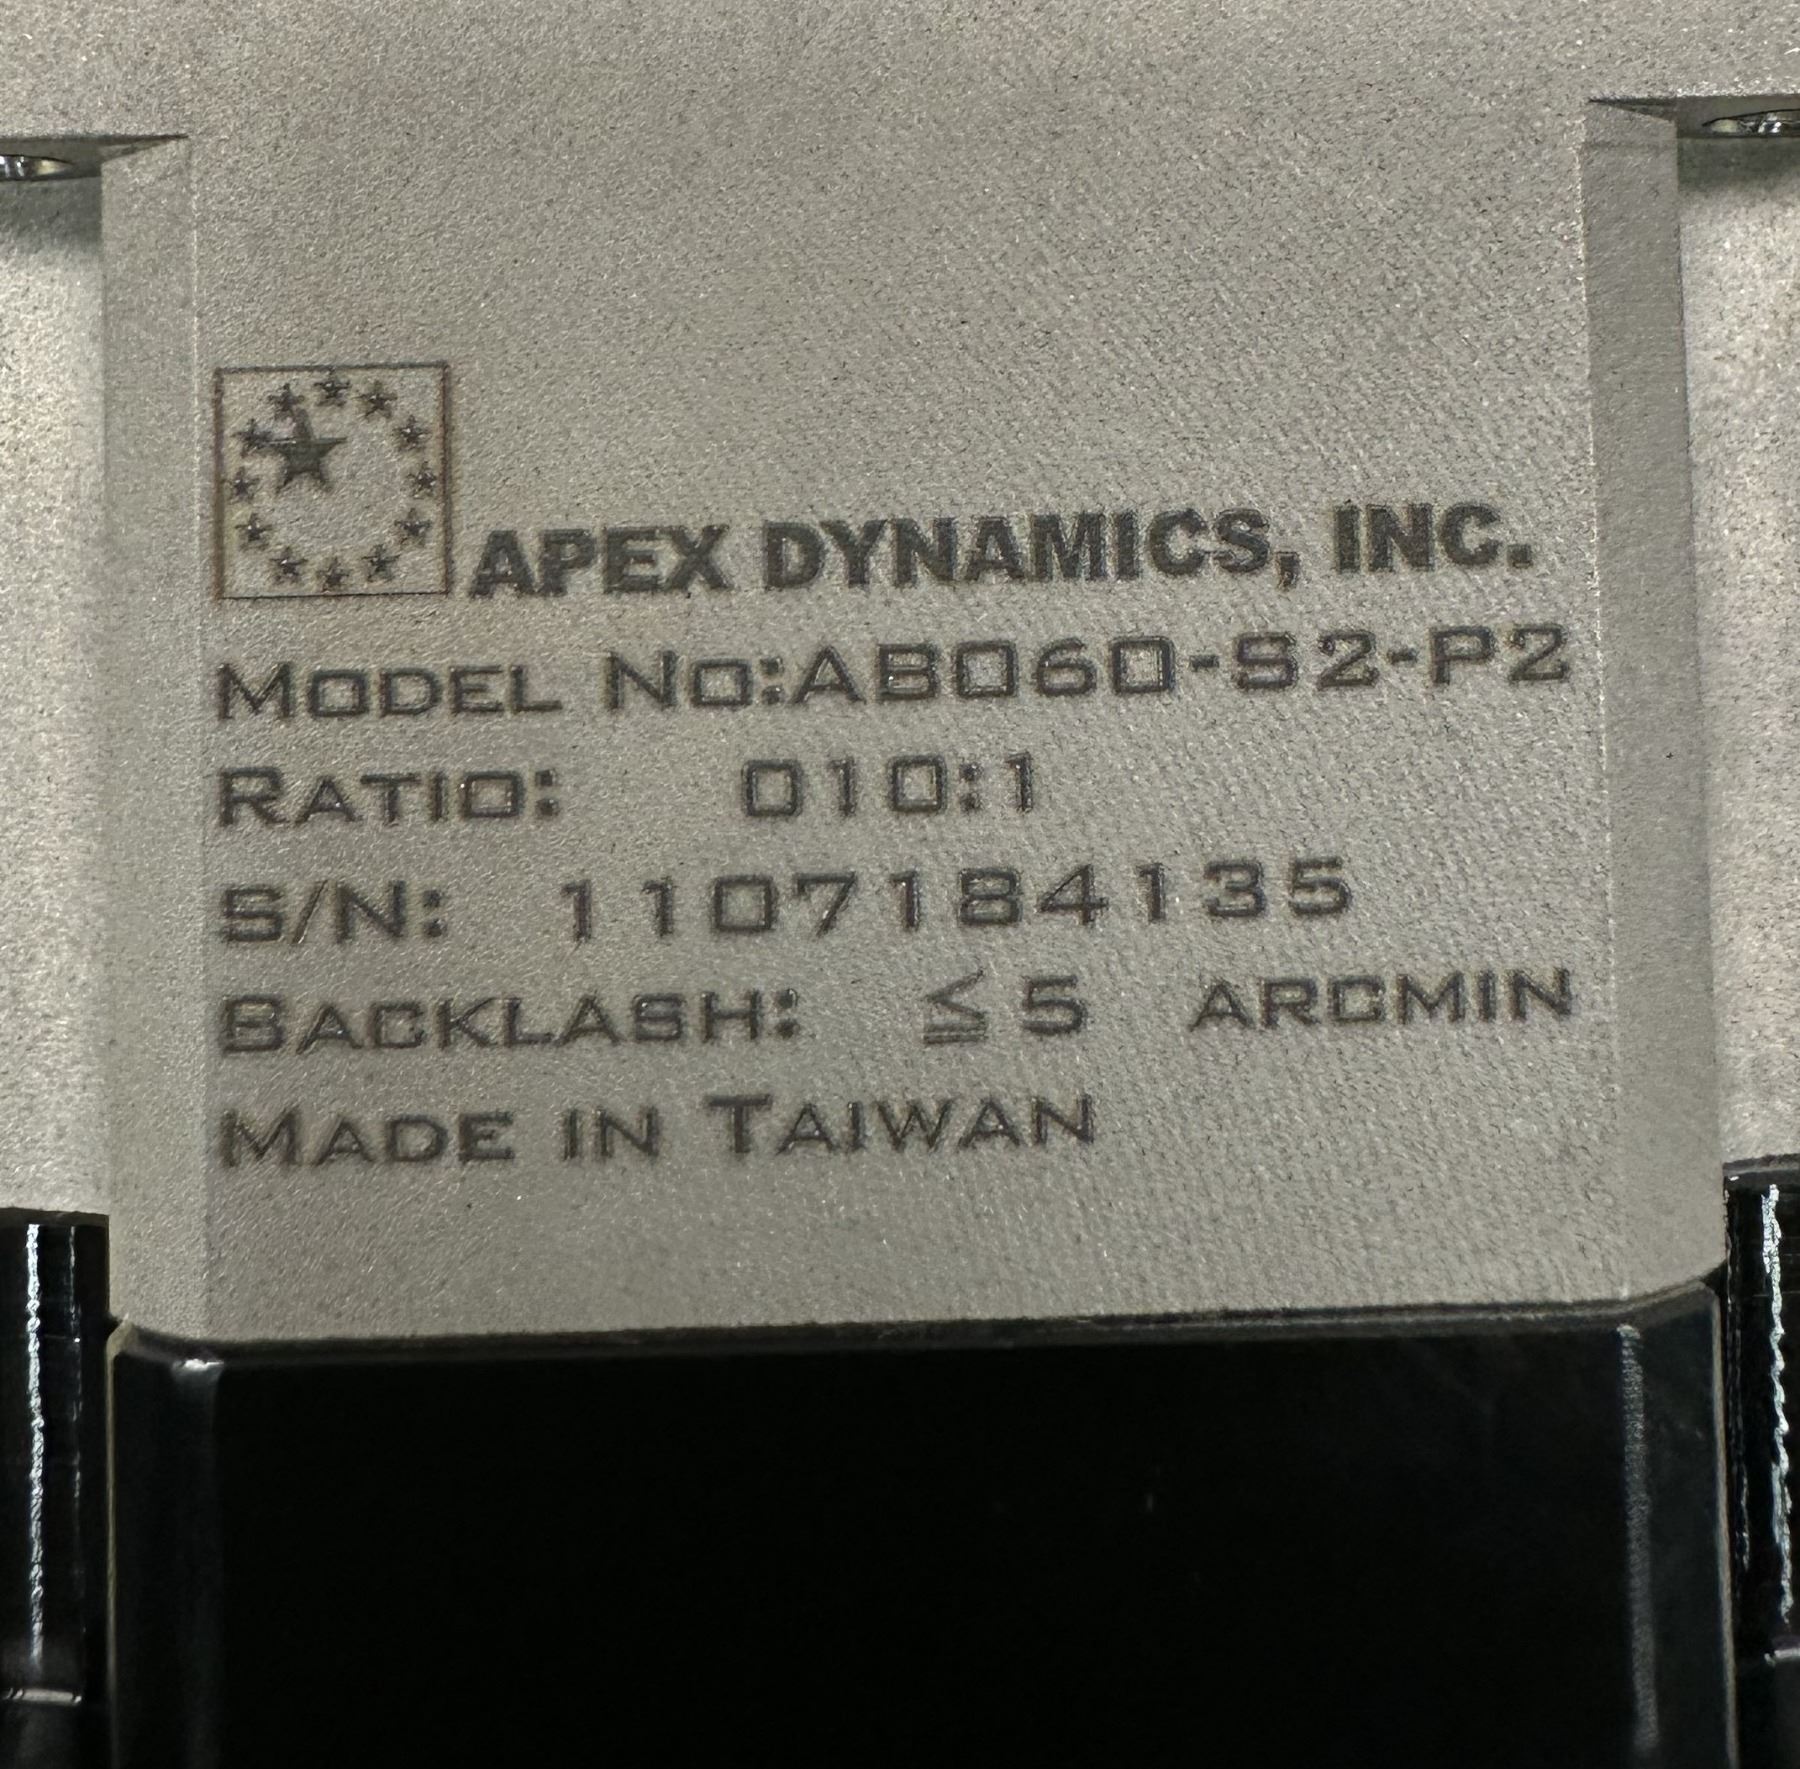 APEX DYNAMICS, INC.
MODEL NO:AB060-S2-P2
RATIO: 010:1
S/N: 1107184135
BACKLASH: ≦5 ARCMIN
MADE IN TAIWAN